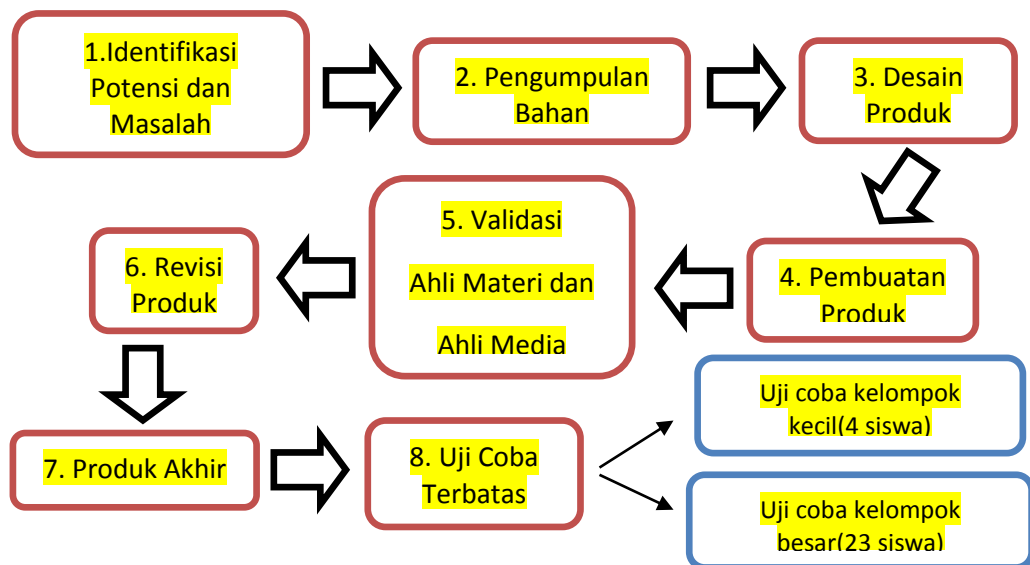 1.Identifikasi
Potensi dan
Masalah
2. Pengumpulan
Bahan
3. Desain
Produk
4. Pembuatan
Produk
5. Validasi
Ahli Materi dan
Ahli Media
6. Revisi
Produk
7. Produk Akhir
8. Uji Coba
Terbatas
Uji coba kelompok
kecil(4 siswa)
Uji coba kelompok
besar(23 siswa)